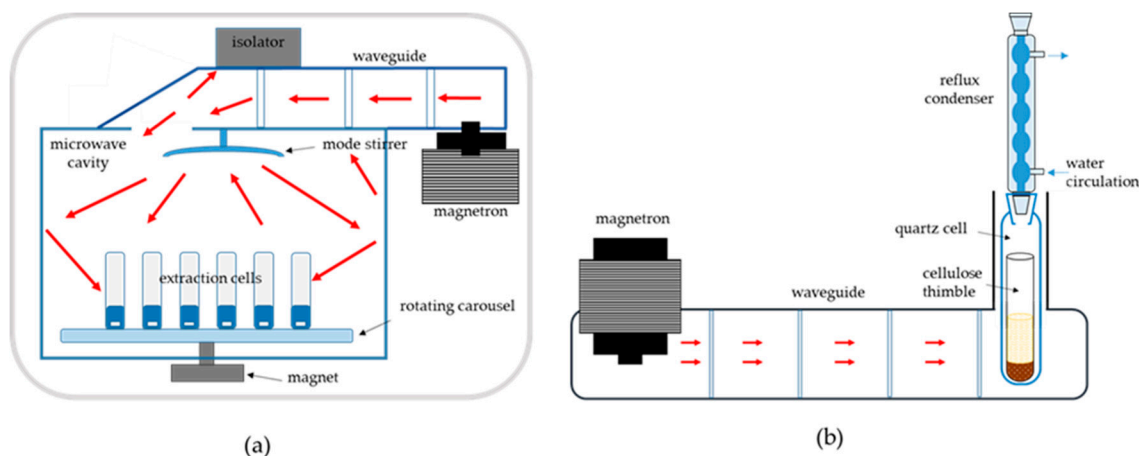 isolator
waveguide
microwave
cavity
mode stirrer
magnetron
extraction cells
rotating carousel
magnet
(a)
reflux
condenser
water
circulation
magnetron
quartz cell
cellulose
thimble
waveguide
(b)